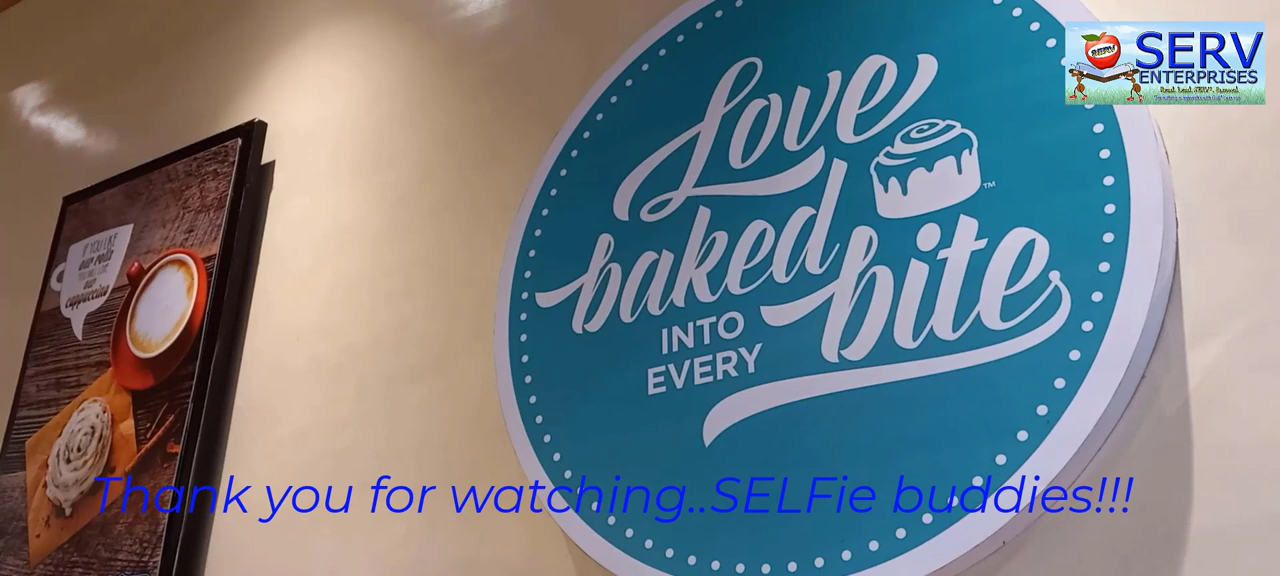 SERV
ENTERPRISES
Love
baked
INTO
EVERY
bite
TM
IF YOU LIKE
our rolls
YOU WILL LOVE
our
cappuccino
Thank you for watching..SELFie buddies!!!